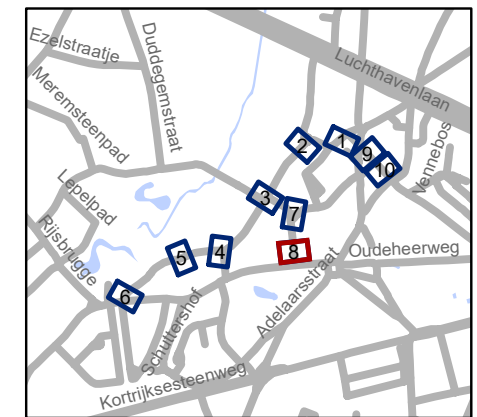 Ezelstraatje
Duddegemstraat
Luchthavenlaan
Meremsteenpad
Vennebos
1
2
9
10
Lepelpad
3
7
Rijsbrugge
4
5
8
Oudeheerweg
6
Adelaarsstraat
Schuttershof
Kortrijksesteenweg